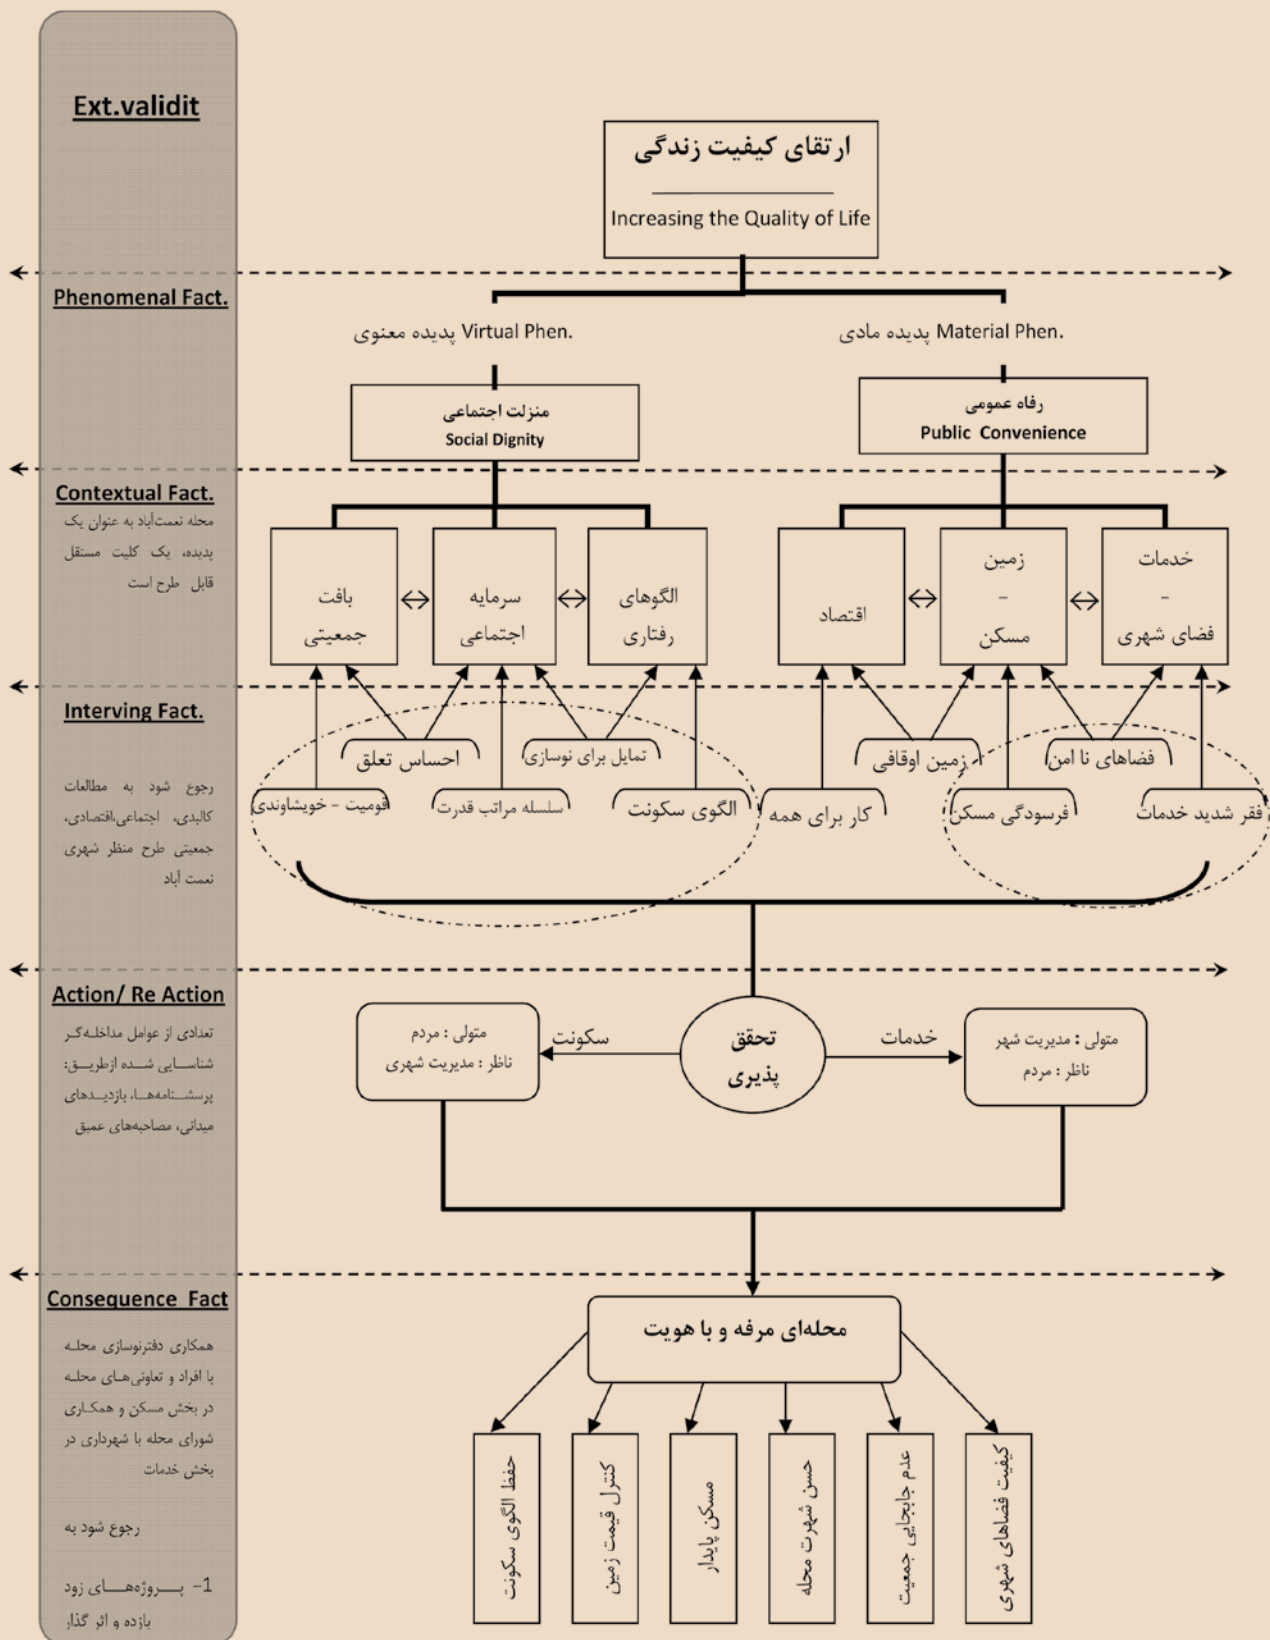 Ext.validit
ارتقای کیفیت زندگی
Increasing the Quality of Life
Phenomenal Fact.
پدیده معنوی Virtual Phen.
پدیده مادی Material Phen.
منزلت اجتماعی
Social Dignity
رفاه عمومی
Public Convenience
Contextual Fact.
محله نعمت‌آباد به عنوان یک
پدیده، یک کلیت مستقل
قابل طرح است
بافت
جمعیتی
سرمایه
اجتماعی
الگوهای
رفتاری
اقتصاد
زمین
-
مسکن
خدمات
-
فضای شهری
Interving Fact.
رجوع شود به مطالعات
کالبدی، اجتماعی،اقتصادی،
جمعیتی طرح منظر شهری
نعمت آباد
احساس تعلق
تمایل برای نوسازی
زمین اوقافی
فضاهای نا امن
قومیت - خویشاوندی
سلسله مراتب قدرت
الگوی سکونت
کار برای همه
فرسودگی مسکن
فقر شدید خدمات
Action/ Re Action
تعدادی از عوامل مداخله‌گر
شناسایی شده ازطریق:
پرسشنامه‌ها، بازدیدهای
میدانی، مصاحبه‌های عمیق
متولی : مردم
ناظر : مدیریت شهری
سکونت
تحقق
پذیری
خدمات
متولی : مدیریت شهر
ناظر : مردم
Consequence Fact
همکاری دفترنوسازی محله
با افراد و تعاونی‌های محله
در بخش مسکن و همکاری
شورای محله با شهرداری در
بخش خدمات
رجوع شود به
1- پروژه‌های زود
بازده و اثر گذار
محله‌ای مرفه و با هویت
حفظ الگوی سکونت
کنترل قیمت زمین
مسکن پایدار
حسن شهرت محله
عدم جابجایی جمعیت
کیفیت فضاهای شهری